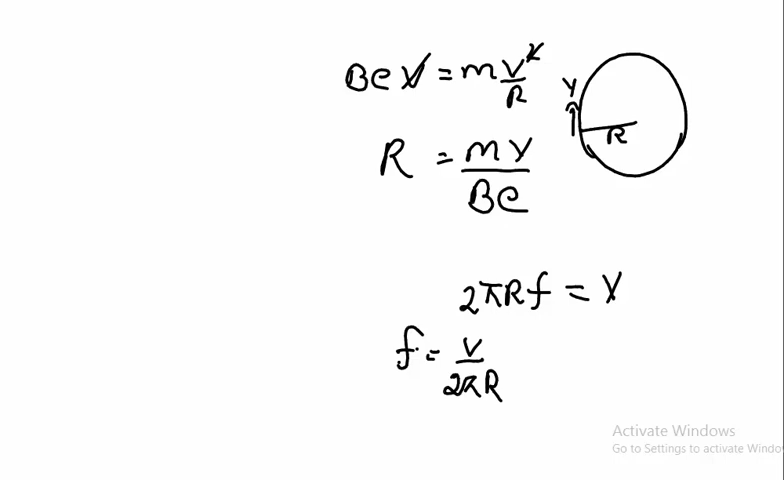 Bev = mv²/R
v
R
R = mv/Be
2πRf = v
f = v/2πR
Activate Windows
Go to Settings to activate Windo